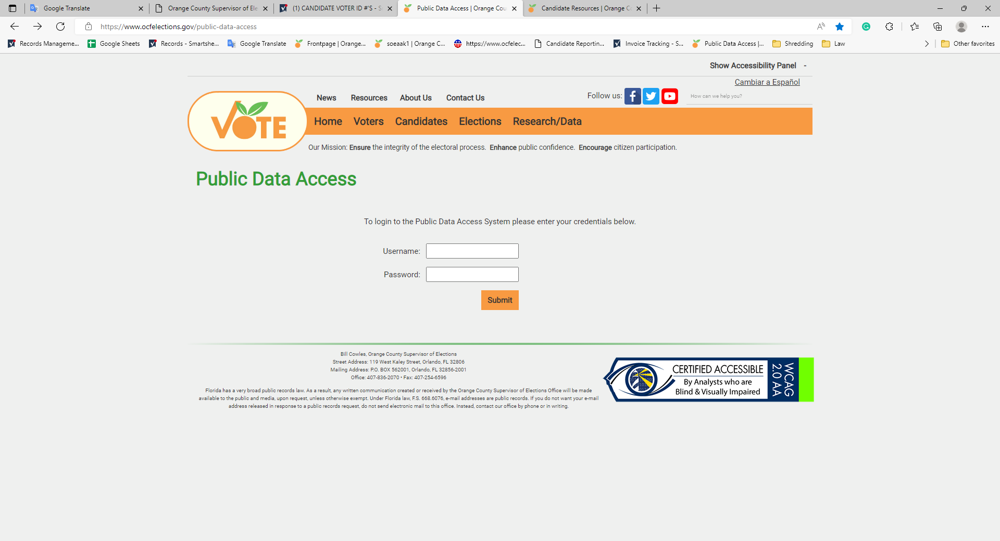 Google Translate
Orange County Supervisor of Ele
(1) CANDIDATE VOTER ID #'S - S
Public Data Access | Orange Cou
Candidate Resources | Orange C
https://www.ocfelections.gov/public-data-access
Records Manageme...
Google Sheets
Records - Smartshe...
Google Translate
Frontpage | Orange...
soeaak1 | Orange C...
https://www.ocfelec...
Candidate Reportin...
Invoice Tracking - S...
Public Data Access |...
Shredding
Law
Other favorites
Show Accessibility Panel -
Cambiar a Español
News Resources About Us Contact Us
Follow us:
How can we help you?
VOTE
Home Voters Candidates Elections Research/Data
Our Mission: Ensure the integrity of the electoral process. Enhance public confidence. Encourage citizen participation.
Public Data Access
To login to the Public Data Access System please enter your credentials below.
Username:
Password:
Submit
Bill Cowles, Orange County Supervisor of Elections
Street Address: 119 West Kaley Street, Orlando, FL 32806
Mailing Address: P.O. BOX 562001, Orlando, FL 32856-2001
Office: 407-836-2070 • Fax: 407-254-6596
Florida has a very broad public records law. As a result, any written communication created or received by the Orange County Supervisor of Elections Office will be made
available to the public and media, upon request, unless otherwise exempt. Under Florida law, F.S. 668.6076, e-mail addresses are public records. If you do not want your e-mail
address released in response to a public records request, do not send electronic mail to this office. Instead, contact our office by phone or in writing.
CERTIFIED ACCESSIBLE
By Analysts who are
Blind & Visually Impaired
WCAG
2.0 AA